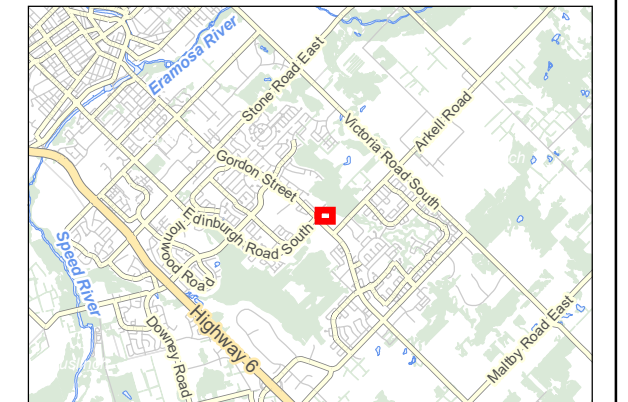 Eramosa River
Stone Road East
Victoria Road South
Arkell Road
Gordon Street
Edinburgh Road South
Ironwood Road
Speed River
Highway 6
Downey Road
Maltby Road East